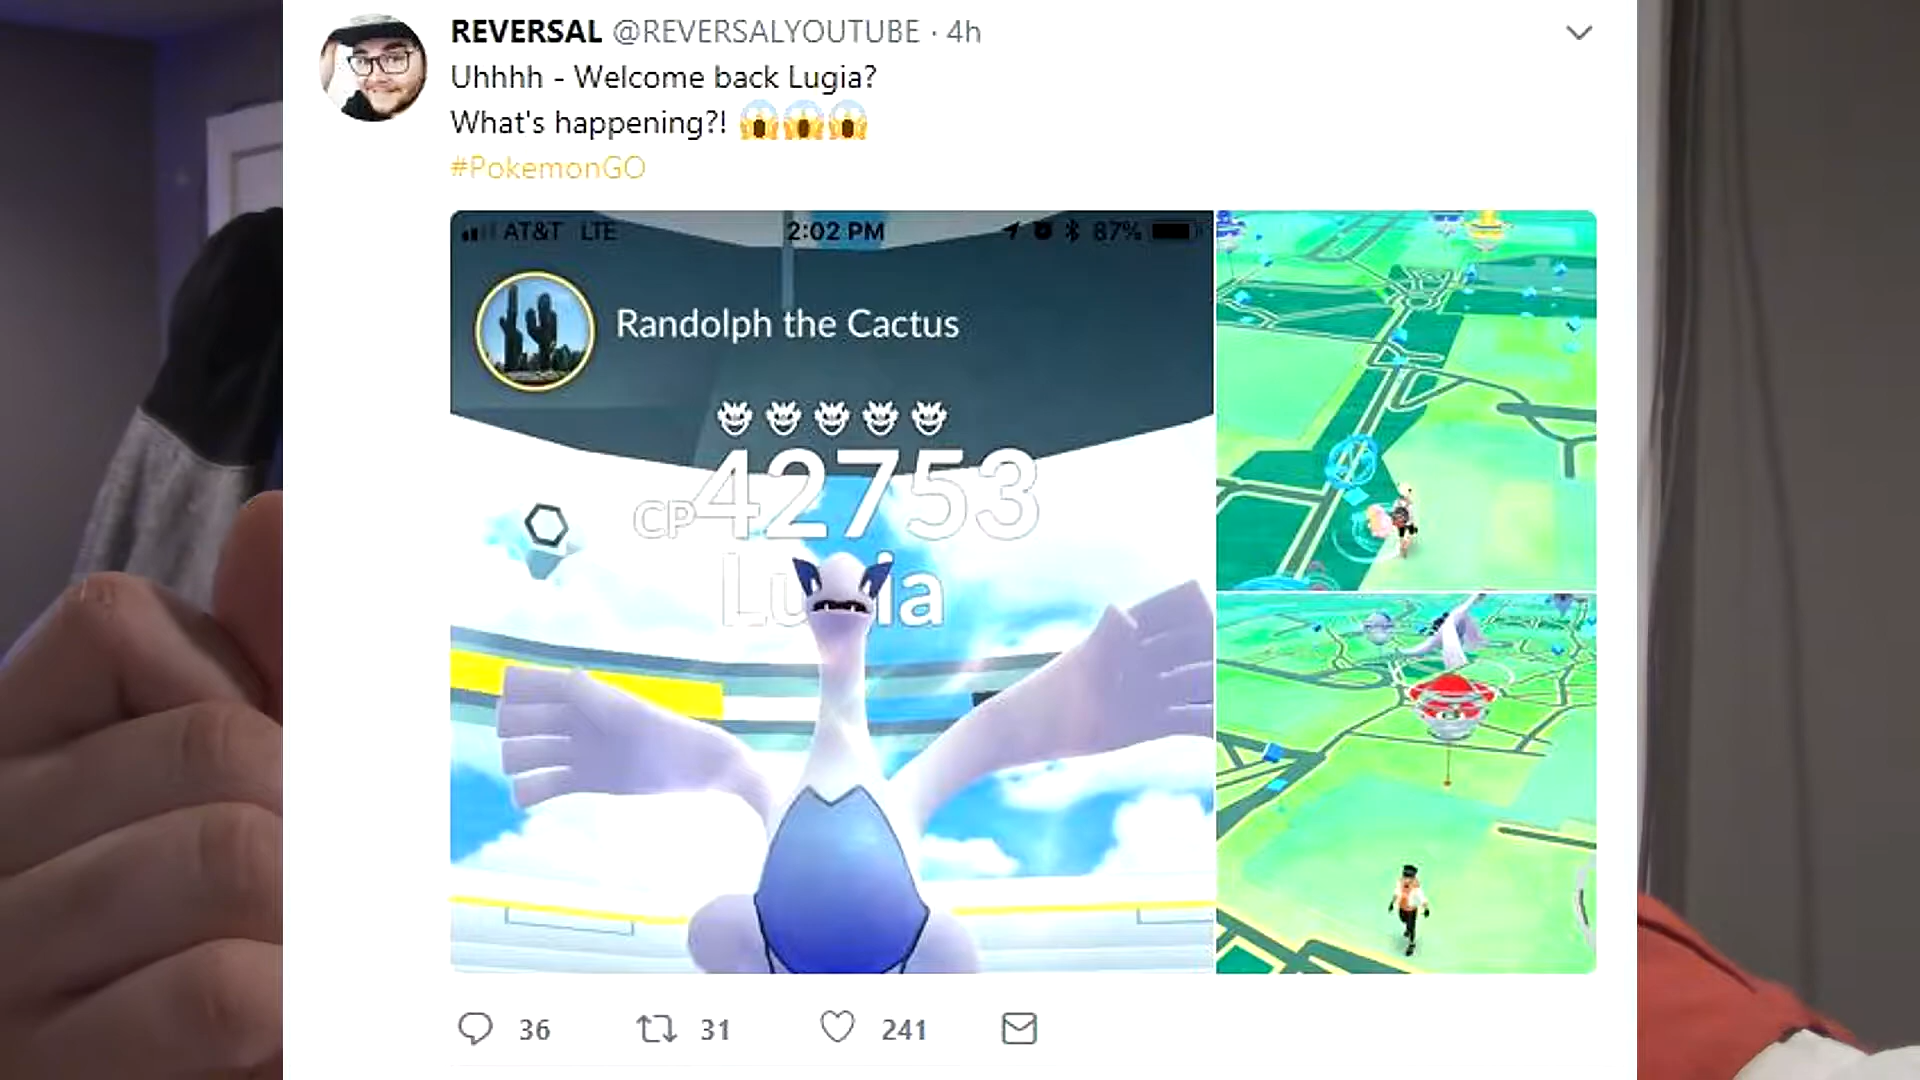 REVERSAL @REVERSALYOUTUBE · 4h
Uhhhh - Welcome back Lugia?
What's happening?! 😱😱😱
#PokemonGO
AT&T LTE 2:02 PM 87%
Randolph the Cactus
CP42753
Lugia
36 31 241